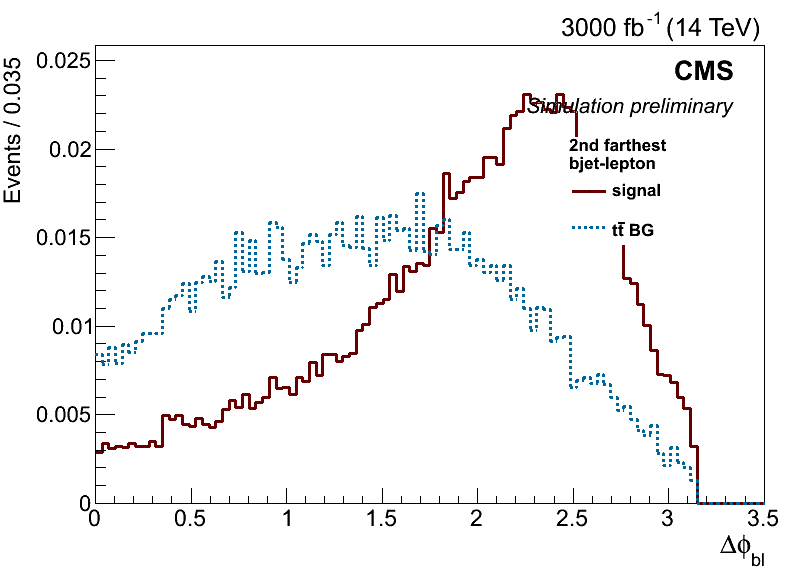 3000 fb⁻¹ (14 TeV)
CMS
Simulation preliminary
2nd farthest
bjet-lepton
signal
tt̄ BG
Events / 0.035
0.025
0.02
0.015
0.01
0.005
0
0 0.5 1 1.5 2 2.5 3 3.5
Δϕ_bl